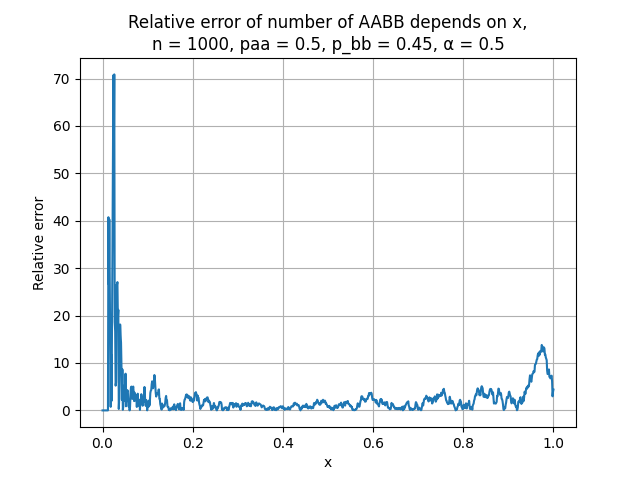 Relative error of number of AABB depends on x,
n = 1000, paa = 0.5, p_bb = 0.45, α = 0.5
70
60
50
40
30
20
10
0
Relative error
0.0 0.2 0.4 0.6 0.8 1.0
x